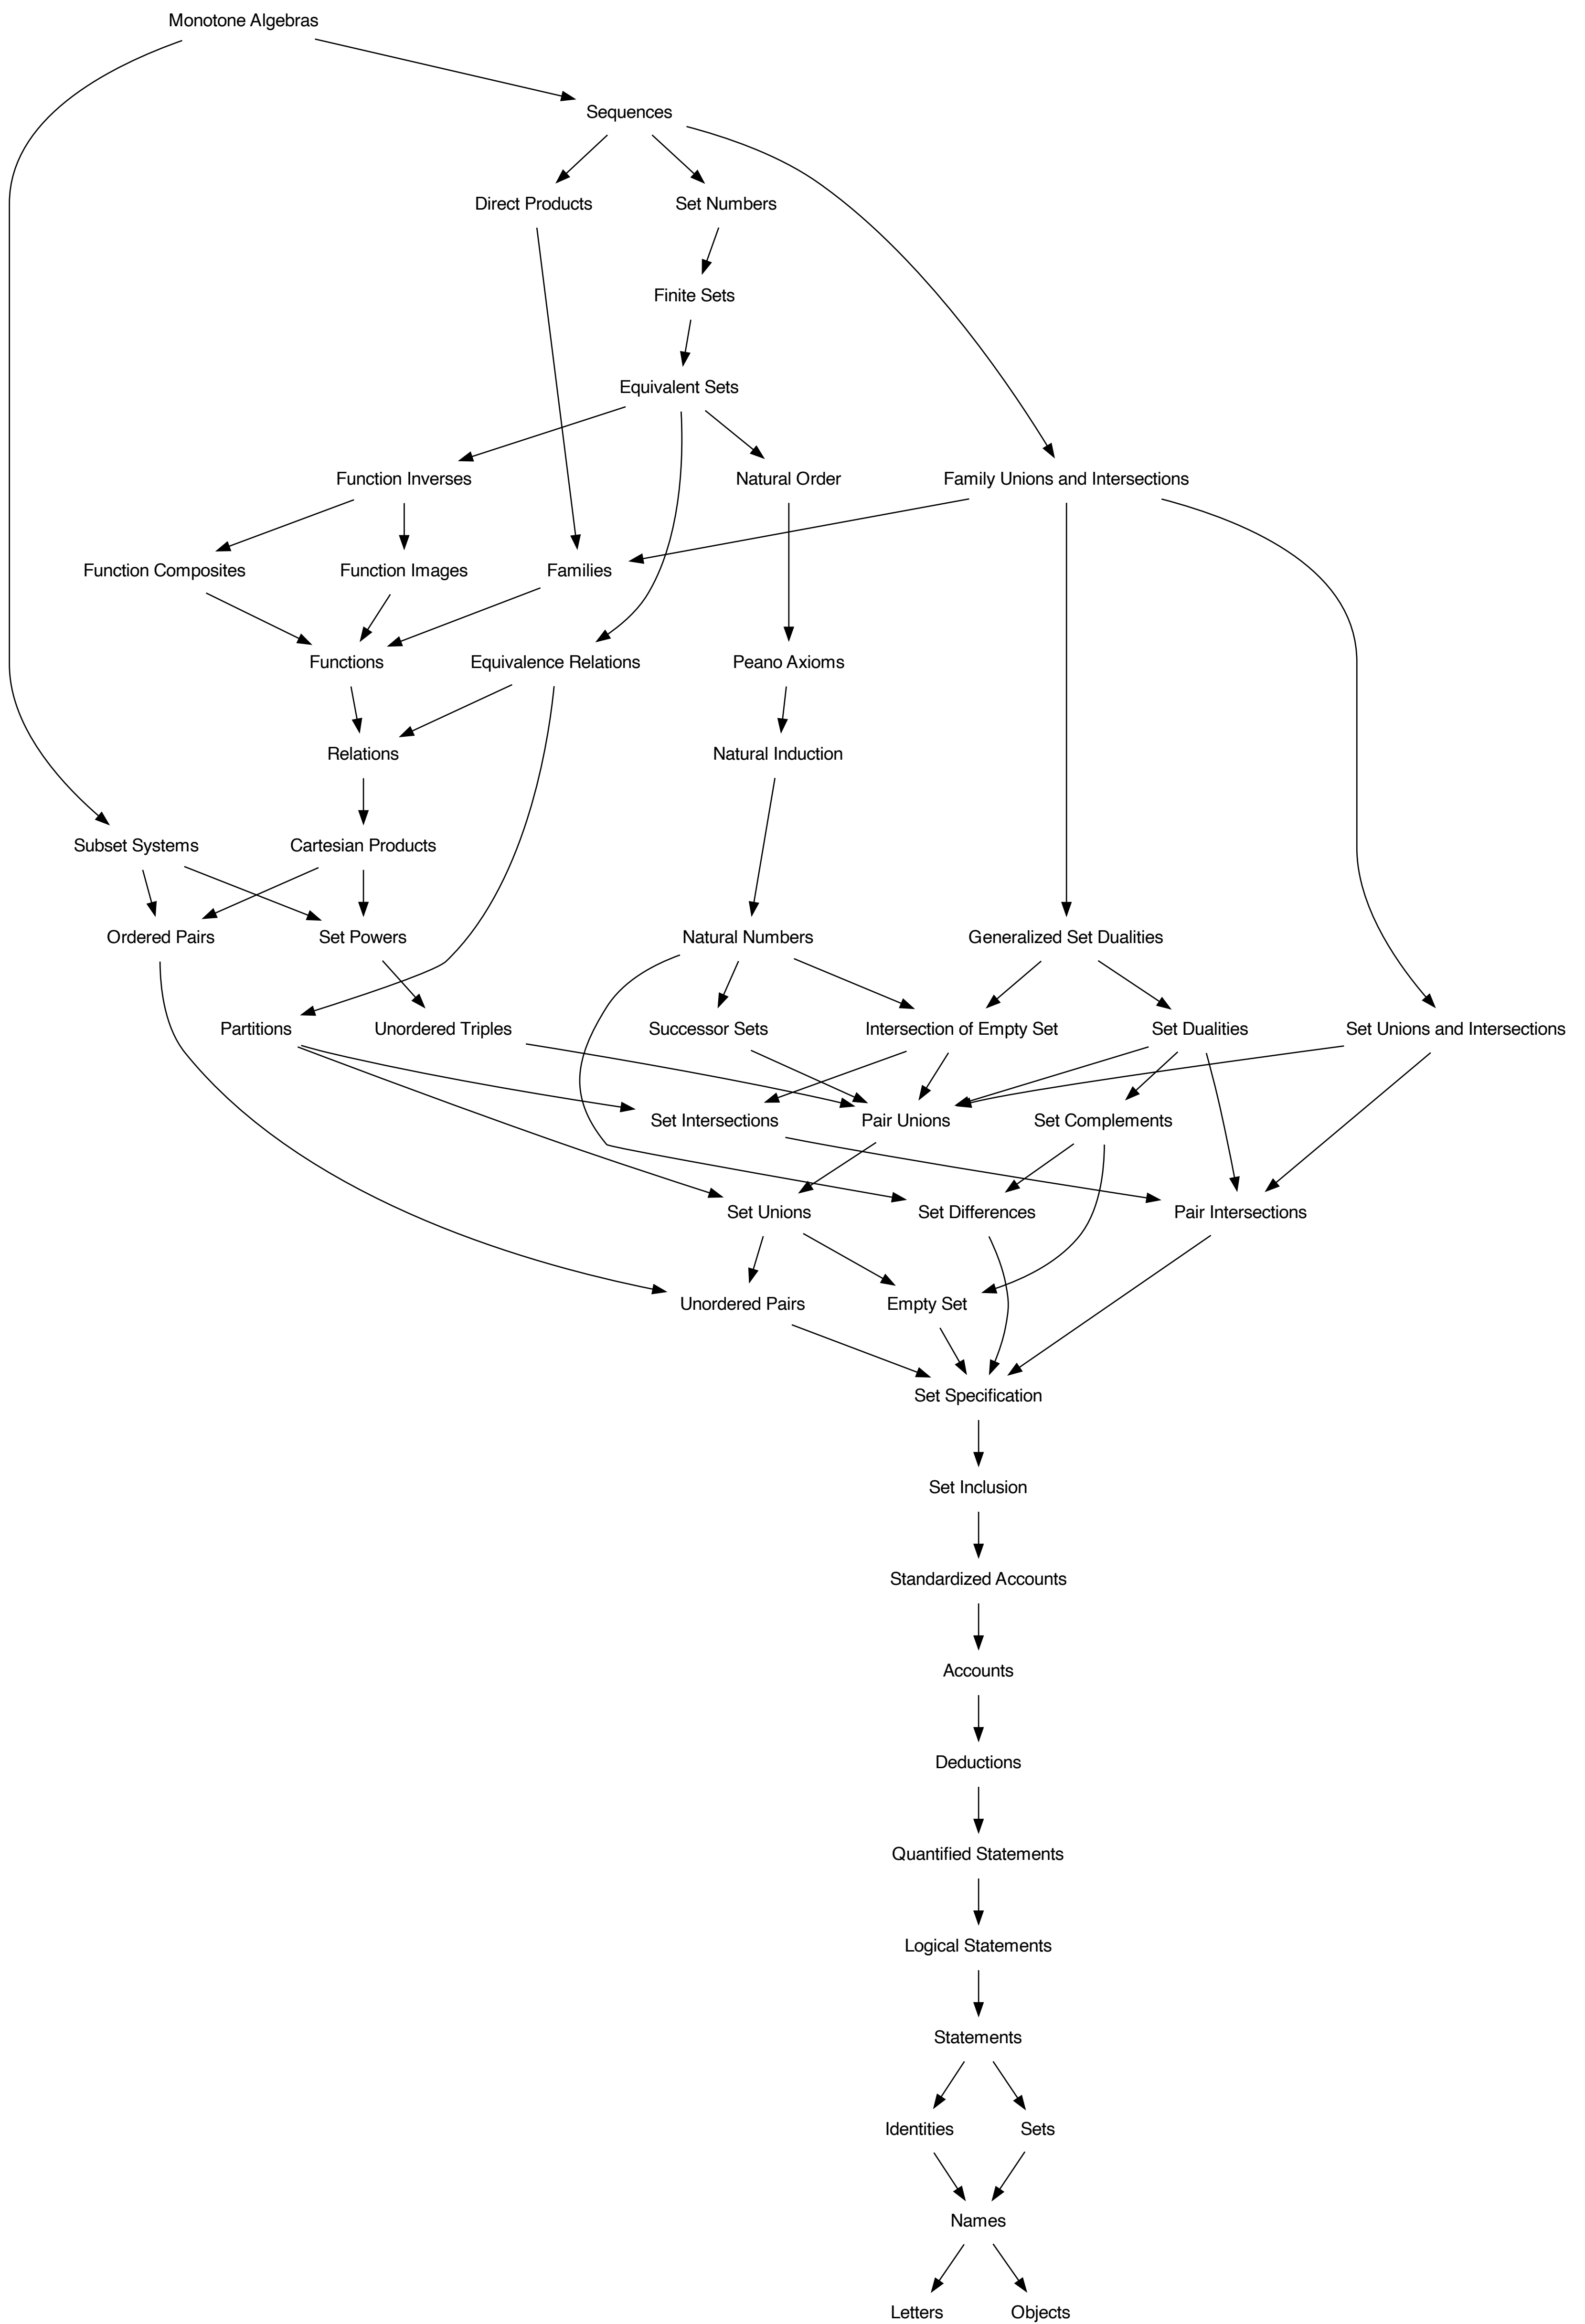 Monotone Algebras
Sequences
Direct Products
Set Numbers
Finite Sets
Equivalent Sets
Function Inverses
Natural Order
Family Unions and Intersections
Function Composites
Function Images
Families
Functions
Equivalence Relations
Peano Axioms
Relations
Natural Induction
Subset Systems
Cartesian Products
Ordered Pairs
Set Powers
Natural Numbers
Generalized Set Dualities
Partitions
Unordered Triples
Successor Sets
Intersection of Empty Set
Set Dualities
Set Unions and Intersections
Set Intersections
Pair Unions
Set Complements
Set Unions
Set Differences
Pair Intersections
Unordered Pairs
Empty Set
Set Specification
Set Inclusion
Standardized Accounts
Accounts
Deductions
Quantified Statements
Logical Statements
Statements
Identities
Sets
Names
Letters
Objects